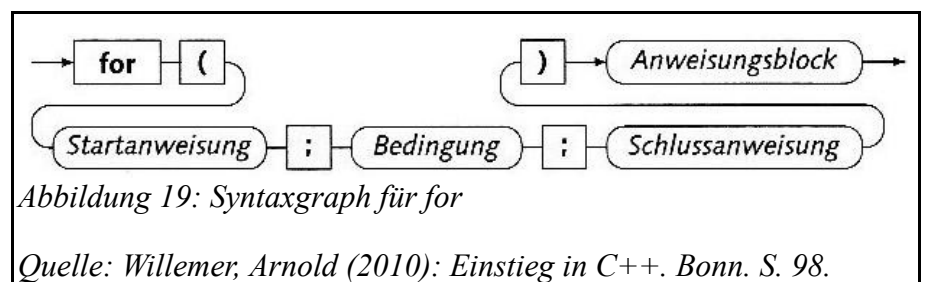 for ( ) Anweisungsblock
Startanweisung ; Bedingung ; Schlussanweisung
Abbildung 19: Syntaxgraph für for
Quelle: Willemer, Arnold (2010): Einstieg in C++. Bonn. S. 98.